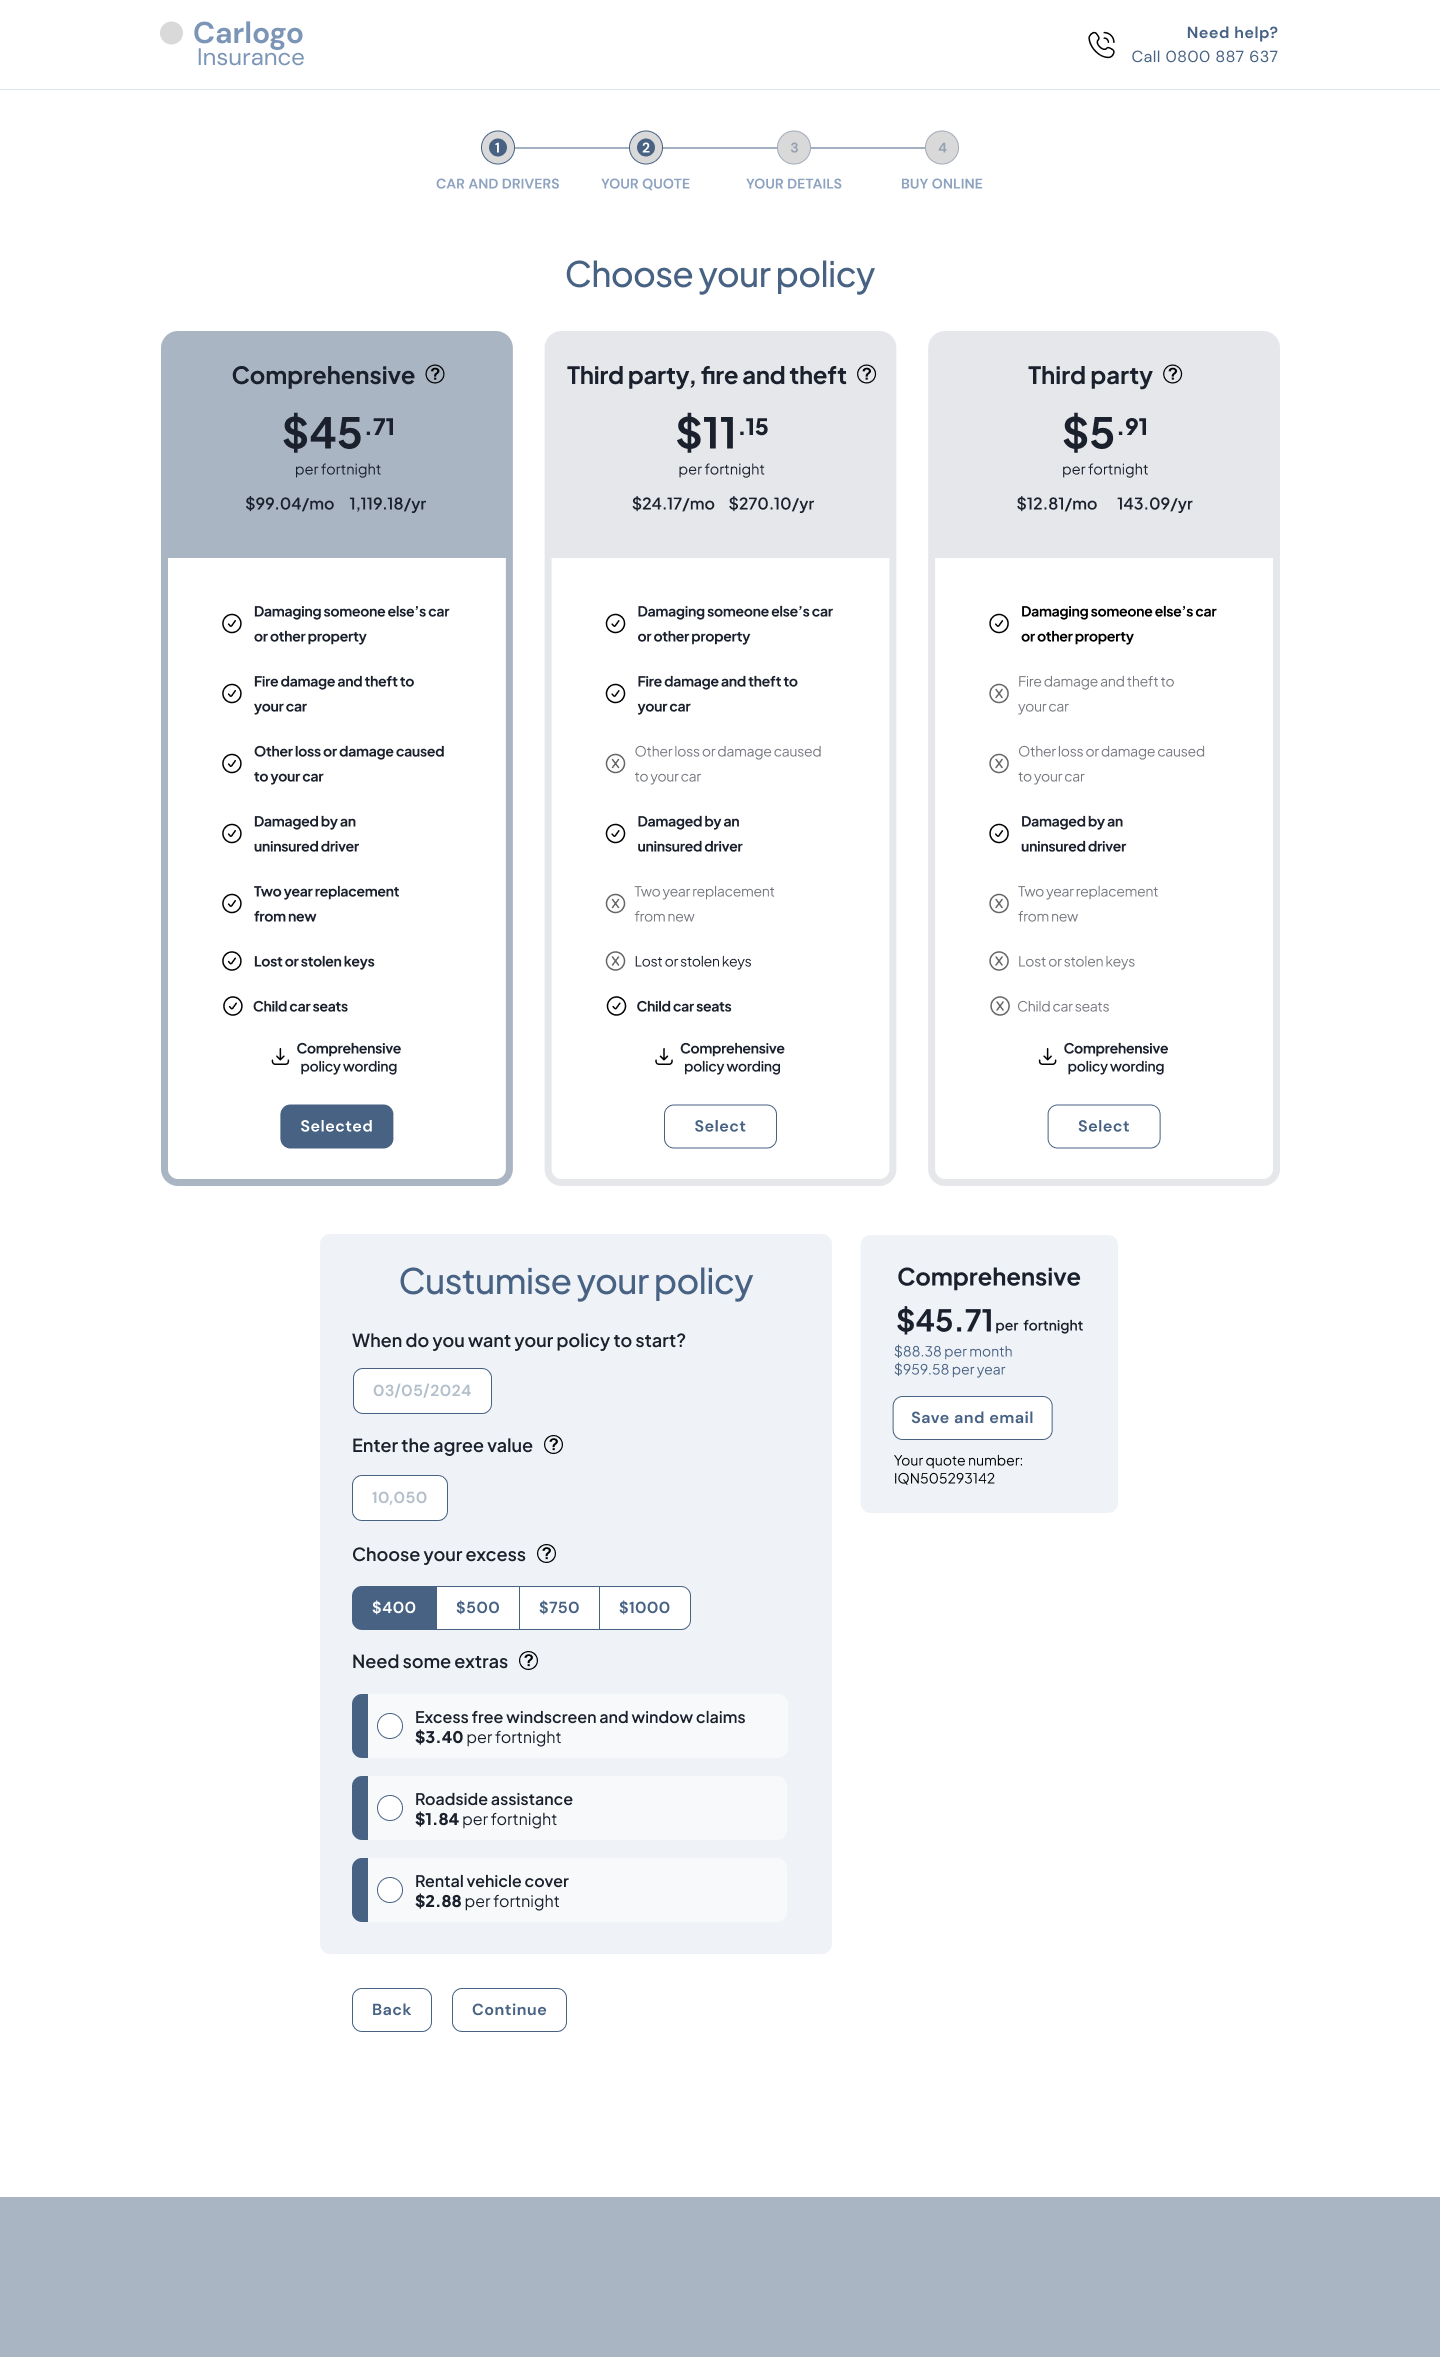 Carlogo
Insurance
Need help?
Call 0800 887 637
1
2
3
4
CAR AND DRIVERS
YOUR QUOTE
YOUR DETAILS
BUY ONLINE
Choose your policy
Comprehensive ?
$45.71
per fortnight
$99.04/mo 1,119.18/yr
Damaging someone else’s car
or other property
Fire damage and theft to
your car
Other loss or damage caused
to your car
Damaged by an
uninsured driver
Two year replacement
from new
Lost or stolen keys
Child car seats
Comprehensive
policy wording
Selected
Third party, fire and theft ?
$11.15
per fortnight
$24.17/mo $270.10/yr
Damaging someone else’s car
or other property
Fire damage and theft to
your car
Other loss or damage caused
to your car
Damaged by an
uninsured driver
Two year replacement
from new
Lost or stolen keys
Child car seats
Comprehensive
policy wording
Select
Third party ?
$5.91
per fortnight
$12.81/mo 143.09/yr
Damaging someone else’s car
or other property
Fire damage and theft to
your car
Other loss or damage caused
to your car
Damaged by an
uninsured driver
Two year replacement
from new
Lost or stolen keys
Child car seats
Comprehensive
policy wording
Select
Custumise your policy
When do you want your policy to start?
03/05/2024
Enter the agree value ?
10,050
Choose your excess ?
$400 $500 $750 $1000
Need some extras ?
Excess free windscreen and window claims
$3.40 per fortnight
Roadside assistance
$1.84 per fortnight
Rental vehicle cover
$2.88 per fortnight
Back
Continue
Comprehensive
$45.71 per fortnight
$88.38 per month
$959.58 per year
Save and email
Your quote number:
IQN505293142